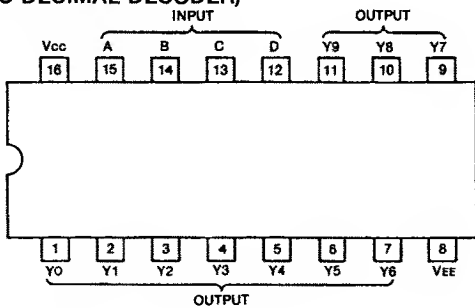 DECIMAL DECODER)
INPUT OUTPUT
Vcc A B C D Y9 Y8 Y7
16 15 14 13 12 11 10 9
1 2 3 4 5 6 7 8
Y0 Y1 Y2 Y3 Y4 Y5 Y6 VEE
OUTPUT